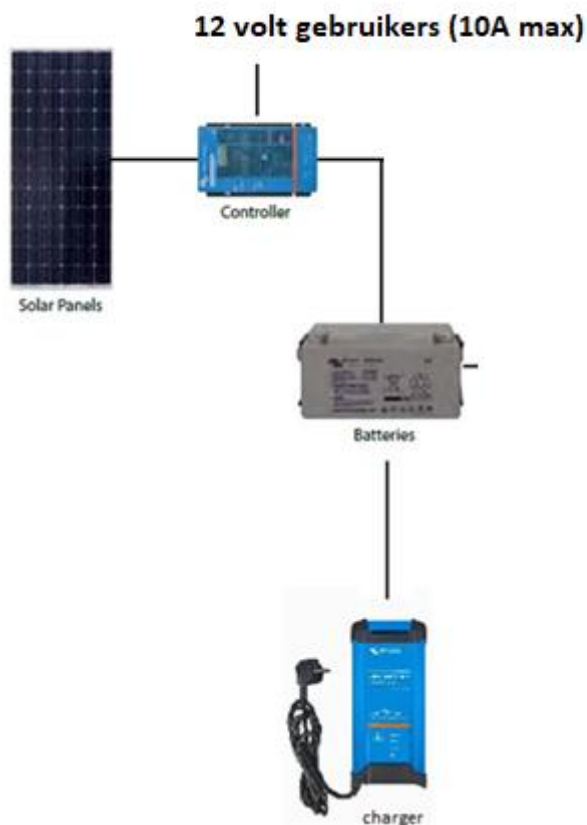 12 volt gebruikers (10A max)
Controller
Solar Panels
Batteries
charger